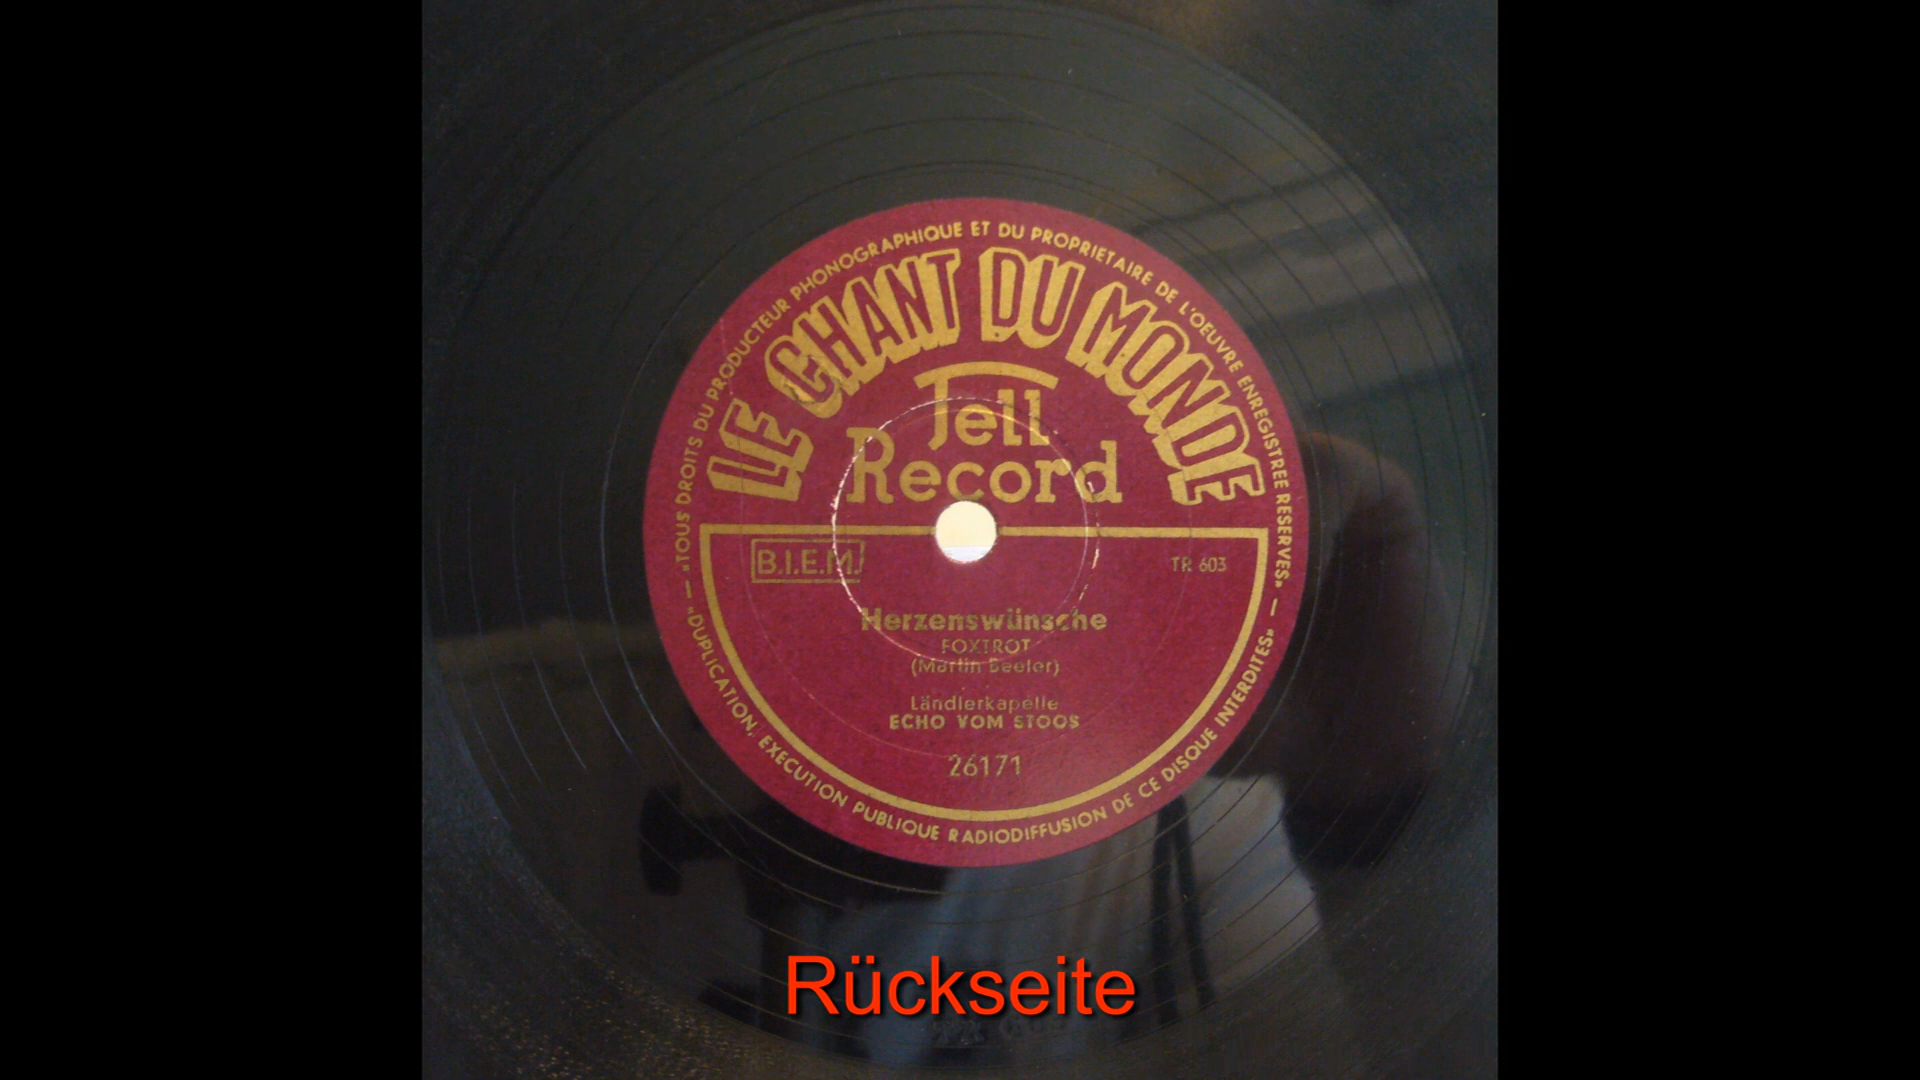 «TOUS DROITS DU PRODUCTEUR PHONOGRAPHIQUE ET DU PROPRIETAIRE DE L'OEUVRE ENREGISTREE RESERVES» —
LE CHANT DU MONDE
Tell
Record
B.I.E.M.
TR 603
Herzenswünsche
FOXTROT
(Martin Beeler)
Ländlerkapelle
ECHO VOM STOOS
26171
— «DUPLICATION, EXECUTION PUBLIQUE RADIODIFFUSION DE CE DISQUE INTERDITES»
Rückseite